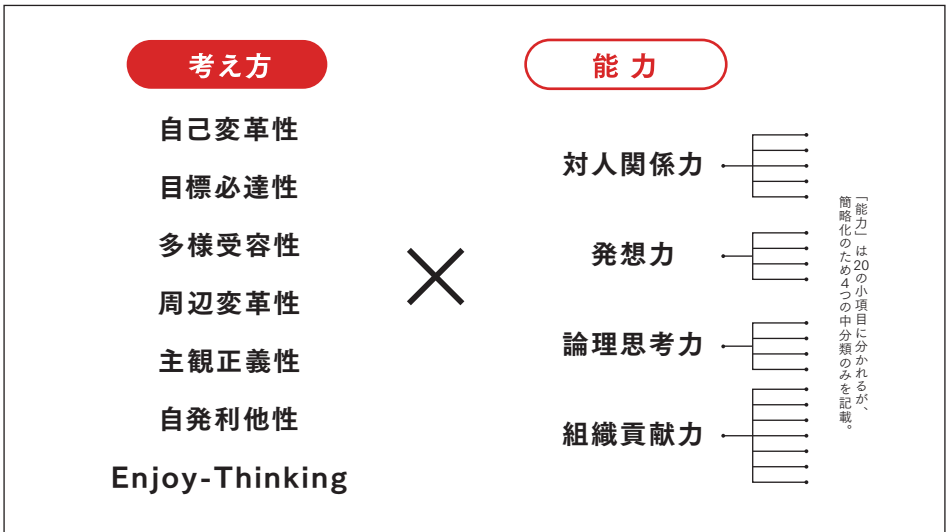 考え方
自己変革性
目標必達性
多様受容性
周辺変革性
主観正義性
自発利他性
Enjoy-Thinking
×
能力
対人関係力
発想力
論理思考力
組織貢献力
「能力」は20の小項目に分かれるが、
簡略化のため4つの中分類のみを記載。